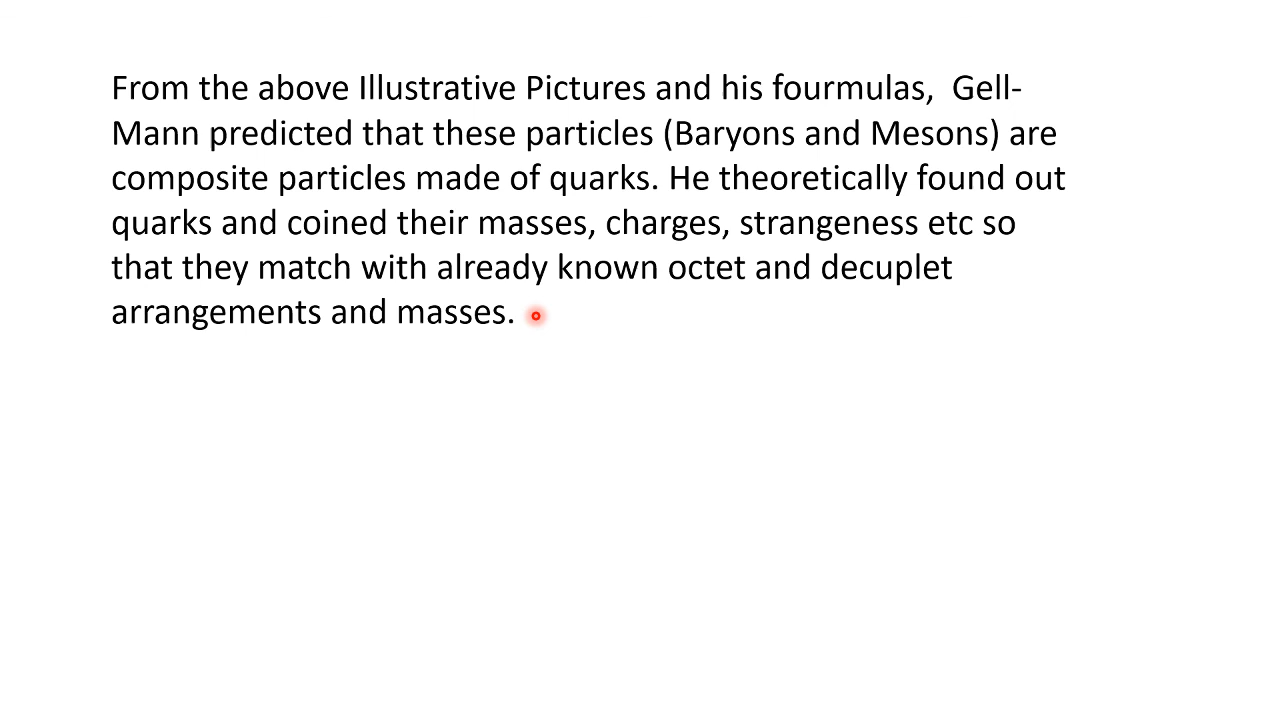 From the above Illustrative Pictures and his fourmulas,  Gell-
Mann predicted that these particles (Baryons and Mesons) are
composite particles made of quarks. He theoretically found out
quarks and coined their masses, charges, strangeness etc so
that they match with already known octet and decuplet
arrangements and masses.